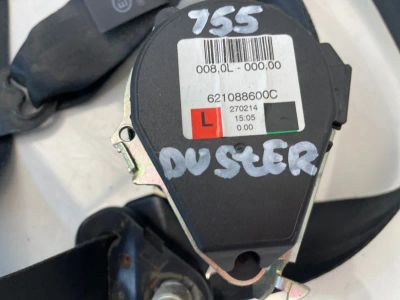 755
008,0L - 000,00
621088600C
L
270214
15:05
0.00
DUSTER